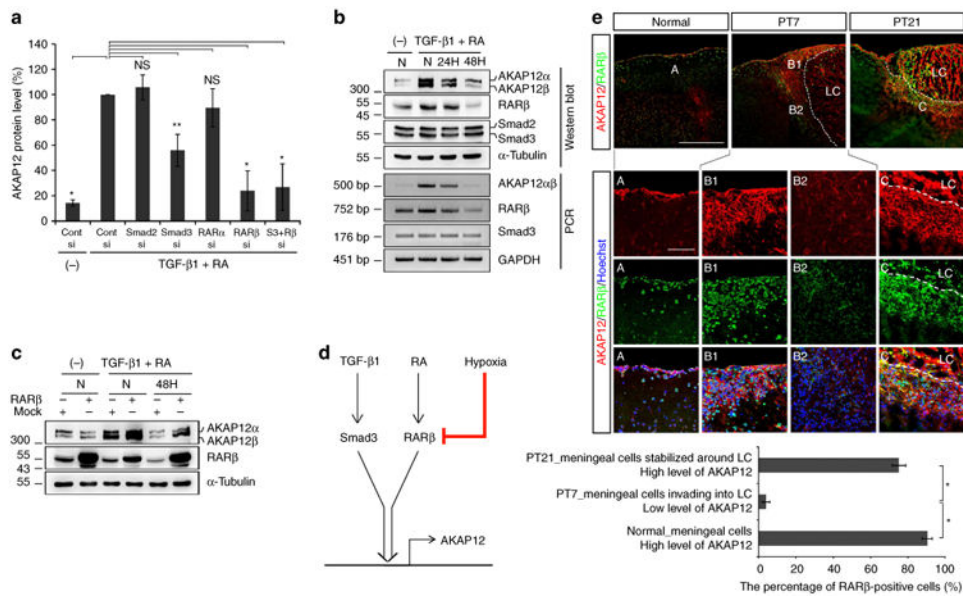 a
AKAP12 protein level (%)
140
120
100
80
60
40
20
0
*
NS
**
NS
*
*
Cont si
Cont si
Smad2 si
Smad3 si
RARα si
RARβ si
S3+Rβ si
(–)
TGF-β1 + RA
b
(–) TGF-β1 + RA
N N 24H 48H
300
AKAP12α
AKAP12β
55
45
RARβ
55
Smad2
Smad3
55
α-Tubulin
Western blot
500 bp
AKAP12αβ
752 bp
RARβ
176 bp
Smad3
451 bp
GAPDH
PCR
c
(–) TGF-β1 + RA
N N 48H
RARβ – + – + – +
Mock + – + – + –
300
AKAP12α
AKAP12β
55
43
RARβ
55
α-Tubulin
d
TGF-β1 RA Hypoxia
Smad3 RARβ
AKAP12
e
Normal PT7 PT21
AKAP12/RARβ
A
B1
B2
LC
LC
C
AKAP12/RARβ/Hoechst
A B1 B2 C LC
A B1 B2 C LC
A B1 B2 C LC
PT21_meningeal cells stabilized around LC
High level of AKAP12
PT7_meningeal cells invading into LC
Low level of AKAP12
Normal_meningeal cells
High level of AKAP12
*
*
0 20 40 60 80 100
The percentage of RARβ-positive cells (%)